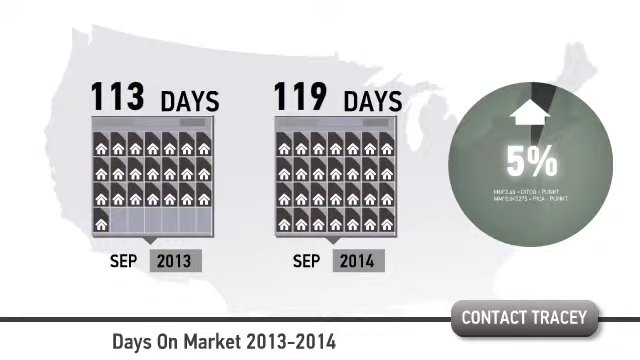 113 DAYS
119 DAYS
5%
SEP 2013
SEP 2014
CONTACT TRACEY
Days On Market 2013-2014